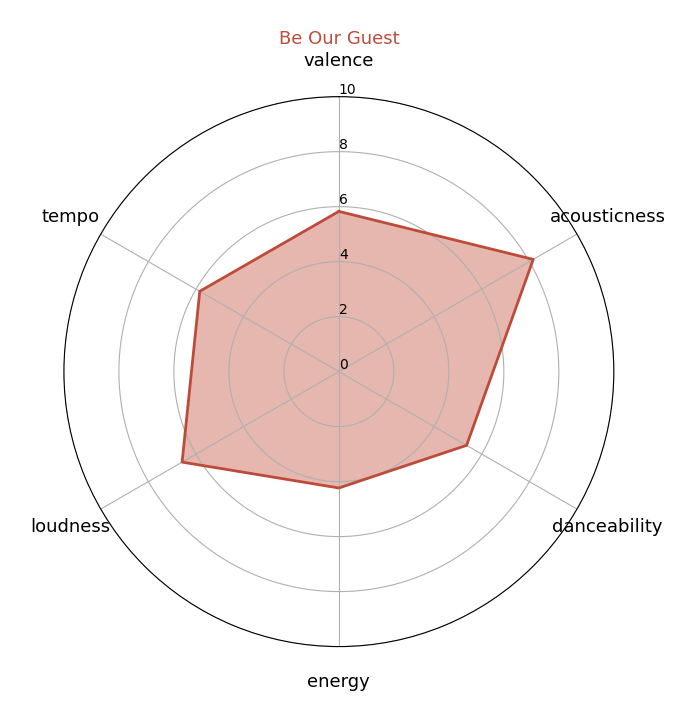 Be Our Guest
valence
10
8
tempo
acousticness
6
4
2
0
loudness
danceability
energy